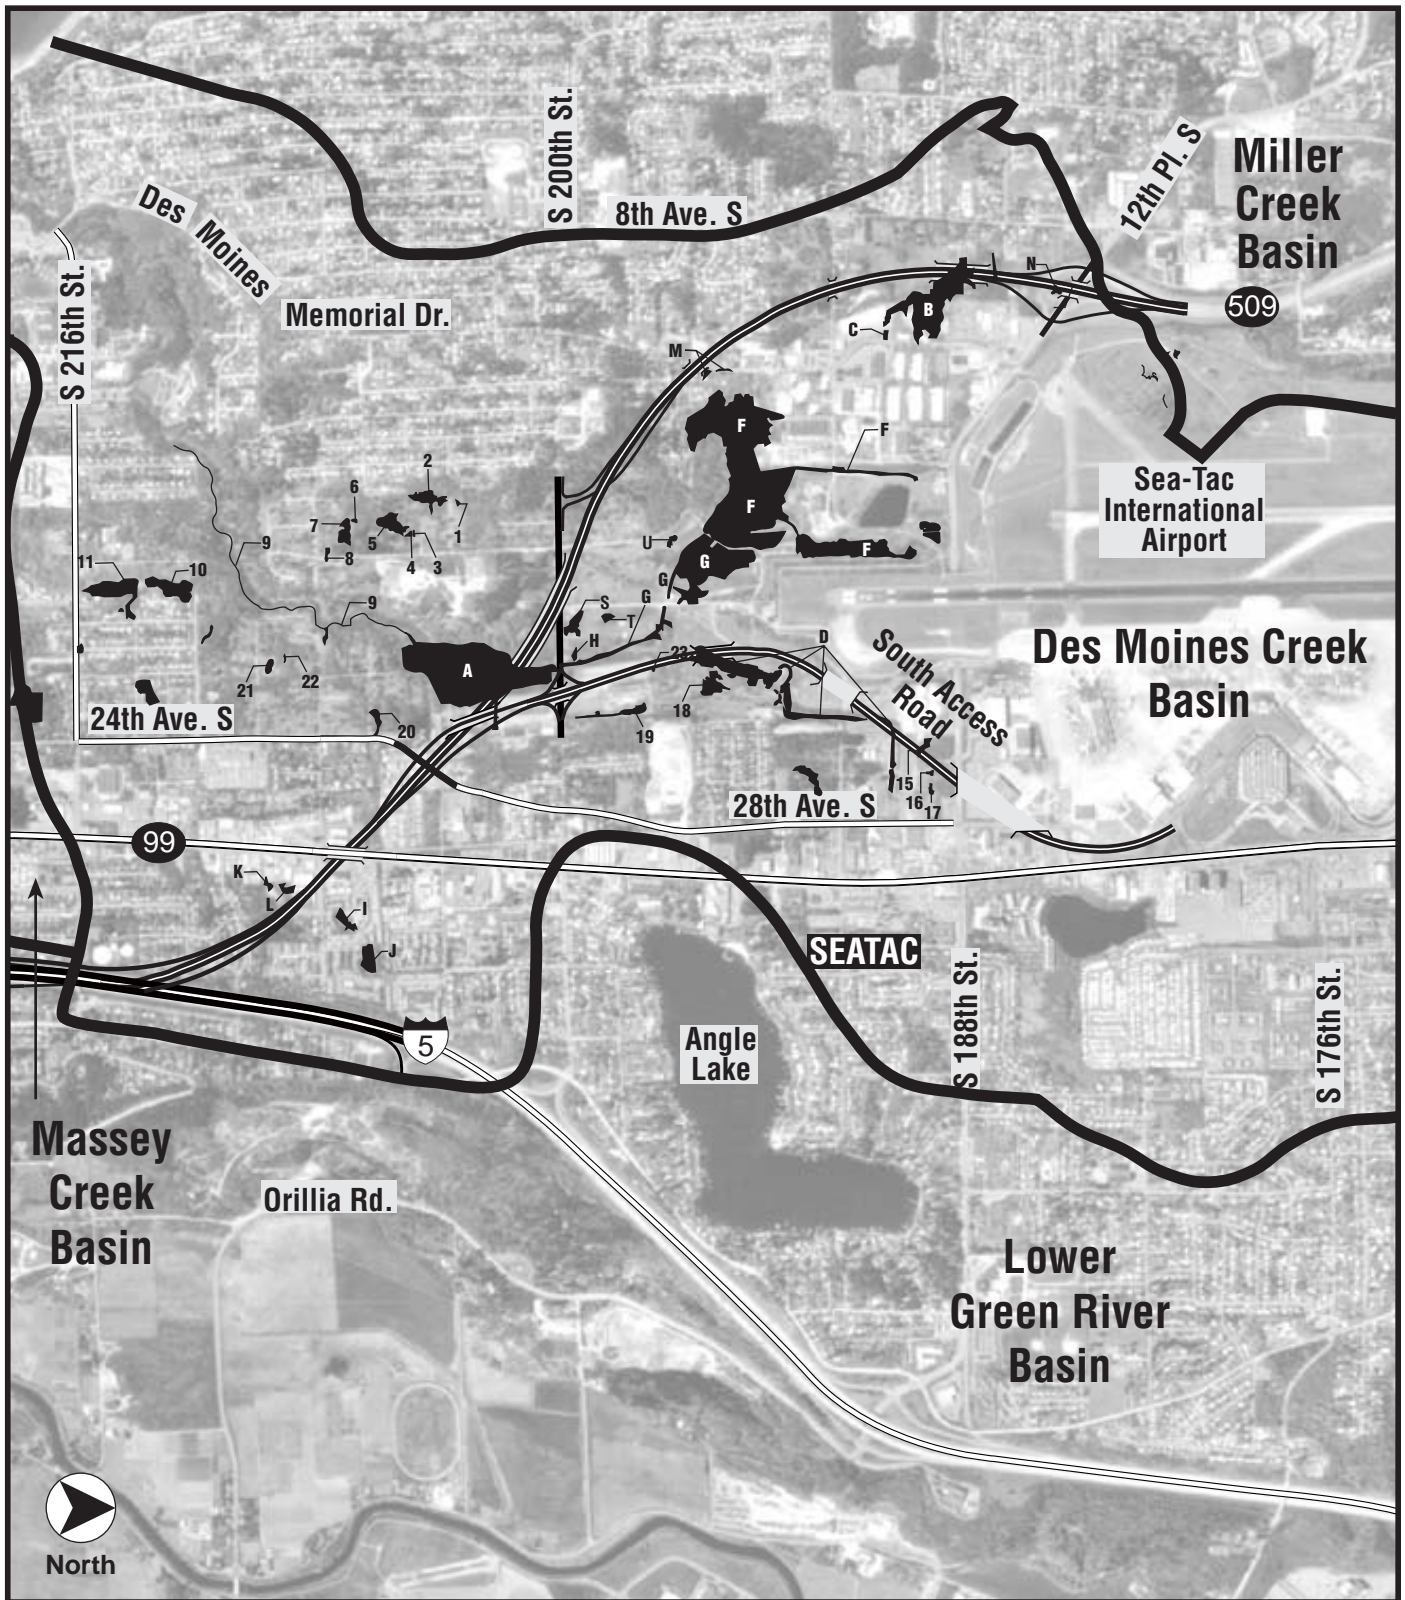 S 200th St.
12th Pl. S
Miller
Creek
Basin
Des Moines
8th Ave. S
Memorial Dr.
S 216th St.
509
N
B
C
M
F
F
F
F
Sea-Tac
International
Airport
2
6
7
5
8
4
3
1
9
9
11
10
U
G
G
G
S
T
H
A
D
23
21
22
18
19
20
24th Ave. S
South Access
Road
Des Moines Creek
Basin
15
16
17
28th Ave. S
99
K
L
I
J
SEATAC
S 188th St.
S 176th St.
5
Angle
Lake
Massey
Creek
Basin
Orillia Rd.
Lower
Green River
Basin
North